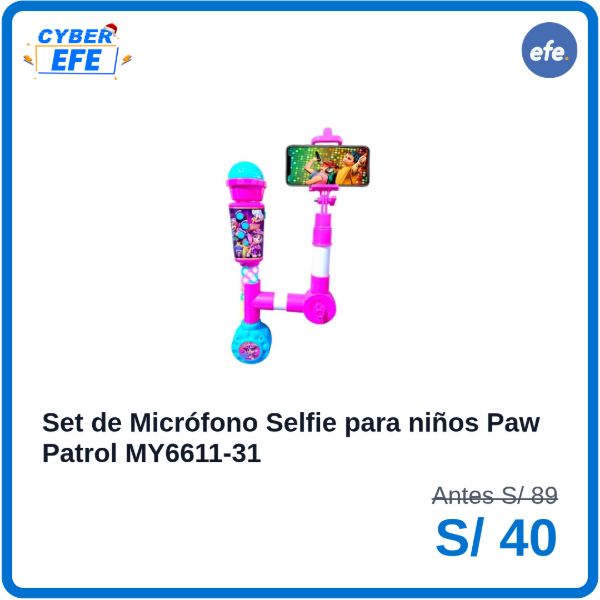 CYBER
EFE
efe.
Set de Micrófono Selfie para niños Paw
Patrol MY6611-31
Antes S/ 89
S/ 40